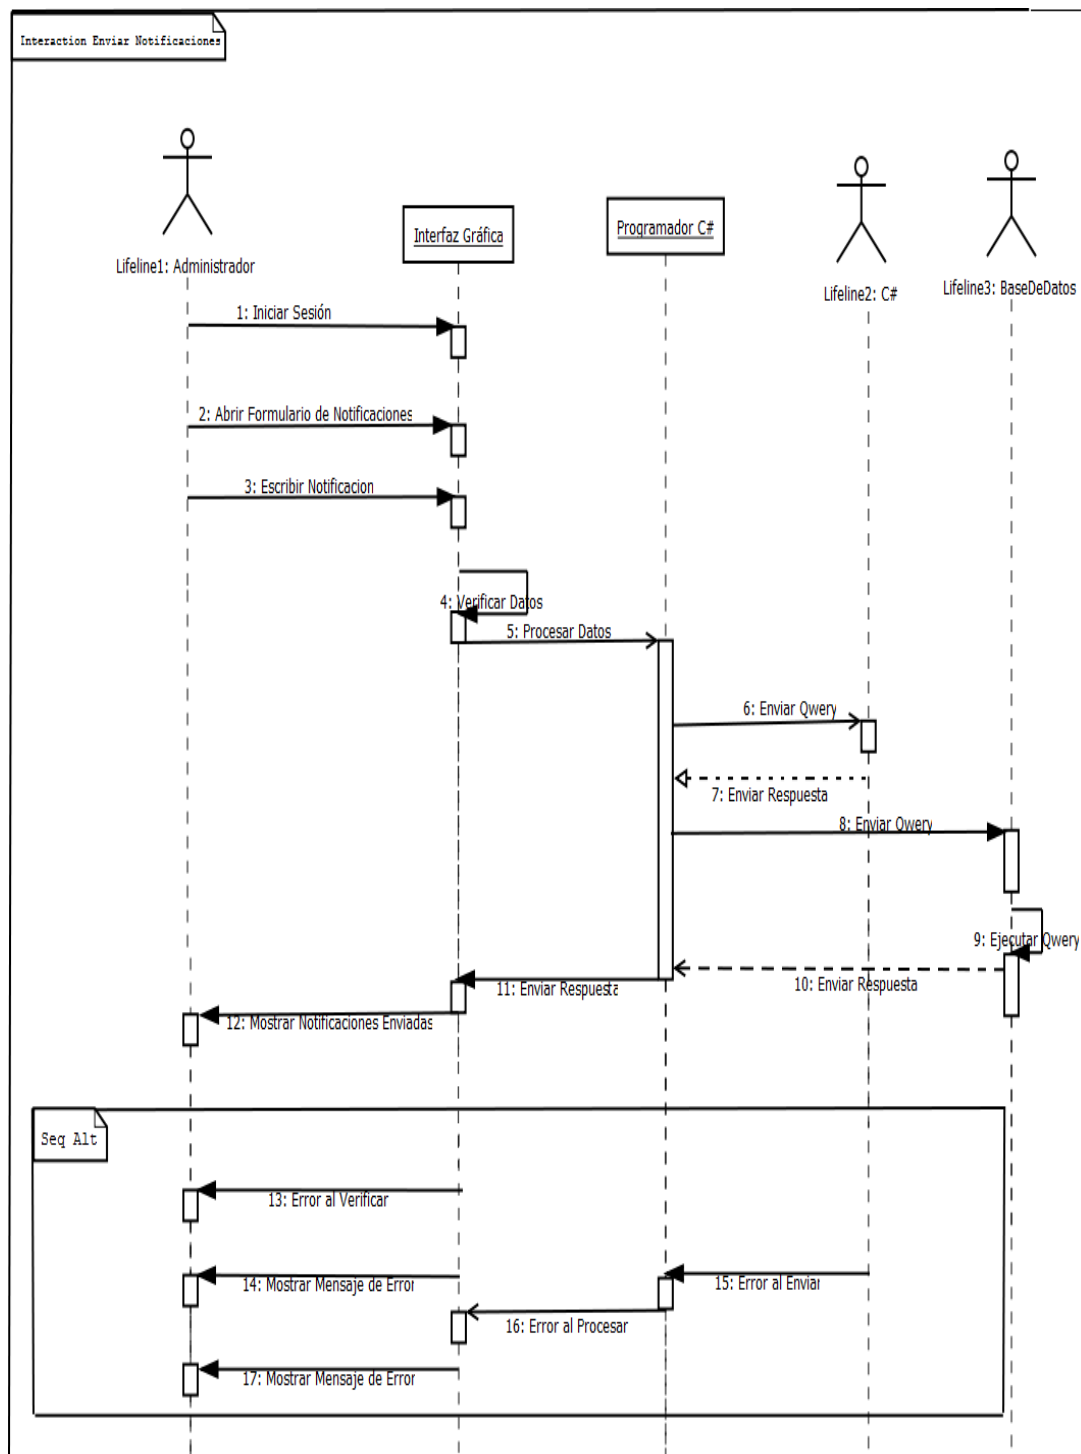 Interaction Enviar Notificaciones
Lifeline1: Administrador
Interfaz Gráfica
Programador C#
Lifeline2: C#
Lifeline3: BaseDeDatos
1: Iniciar Sesión
2: Abrir Formulario de Notificaciones
3: Escribir Notificacion
4: Verificar Datos
5: Procesar Datos
6: Enviar Qwery
7: Enviar Respuesta
8: Enviar Qwery
9: Ejecutar Qwery
10: Enviar Respuesta
11: Enviar Respuesta
12: Mostrar Notificaciones Enviadas
Seq Alt
13: Error al Verificar
14: Mostrar Mensaje de Error
15: Error al Enviar
16: Error al Procesar
17: Mostrar Mensaje de Error